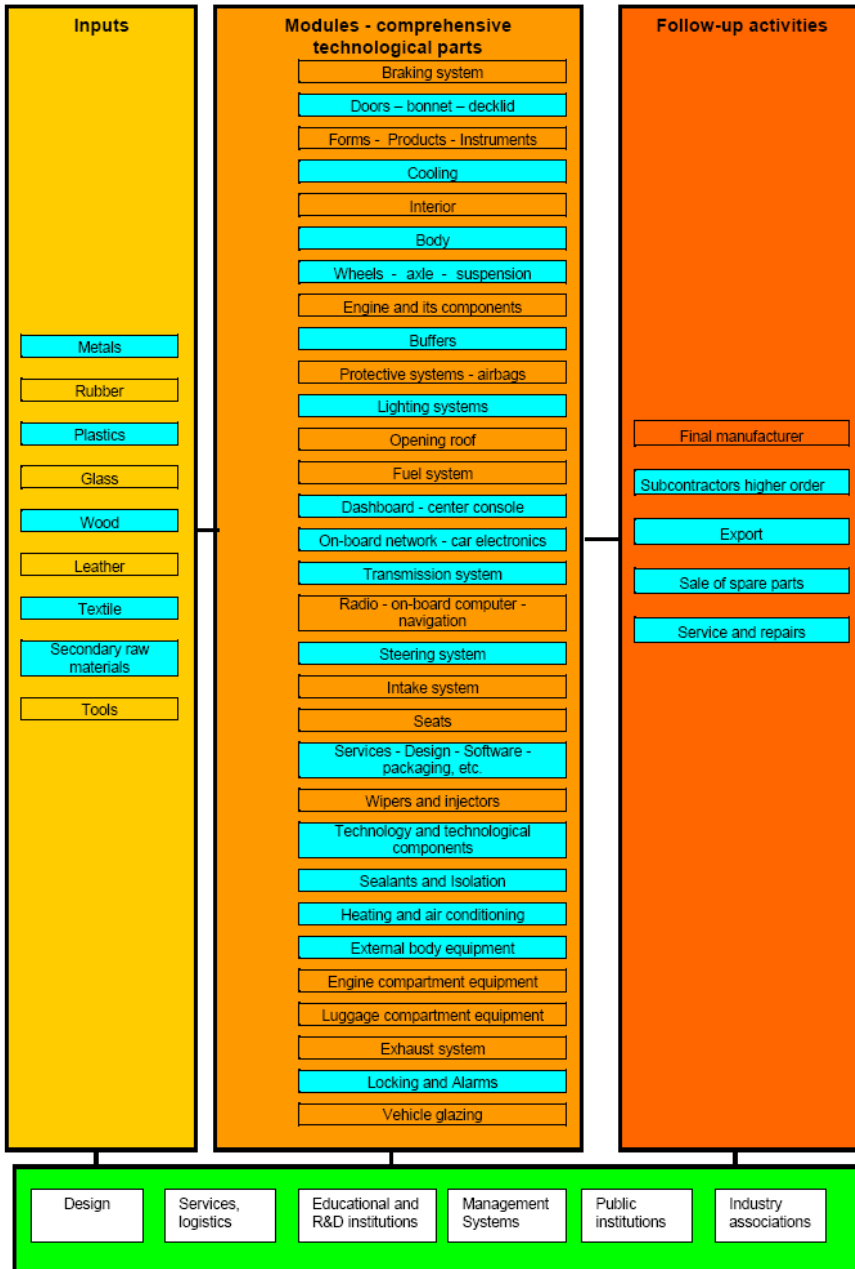 Inputs
Metals
Rubber
Plastics
Glass
Wood
Leather
Textile
Secondary raw
materials
Tools
Modules - comprehensive
technological parts
Braking system
Doors – bonnet – decklid
Forms - Products - Instruments
Cooling
Interior
Body
Wheels - axle - suspension
Engine and its components
Buffers
Protective systems - airbags
Lighting systems
Opening roof
Fuel system
Dashboard - center console
On-board network - car electronics
Transmission system
Radio - on-board computer -
navigation
Steering system
Intake system
Seats
Services - Design - Software -
packaging, etc.
Wipers and injectors
Technology and technological
components
Sealants and Isolation
Heating and air conditioning
External body equipment
Engine compartment equipment
Luggage compartment equipment
Exhaust system
Locking and Alarms
Vehicle glazing
Follow-up activities
Final manufacturer
Subcontractors higher order
Export
Sale of spare parts
Service and repairs
Design
Services,
logistics
Educational and
R&D institutions
Management
Systems
Public
institutions
Industry
associations